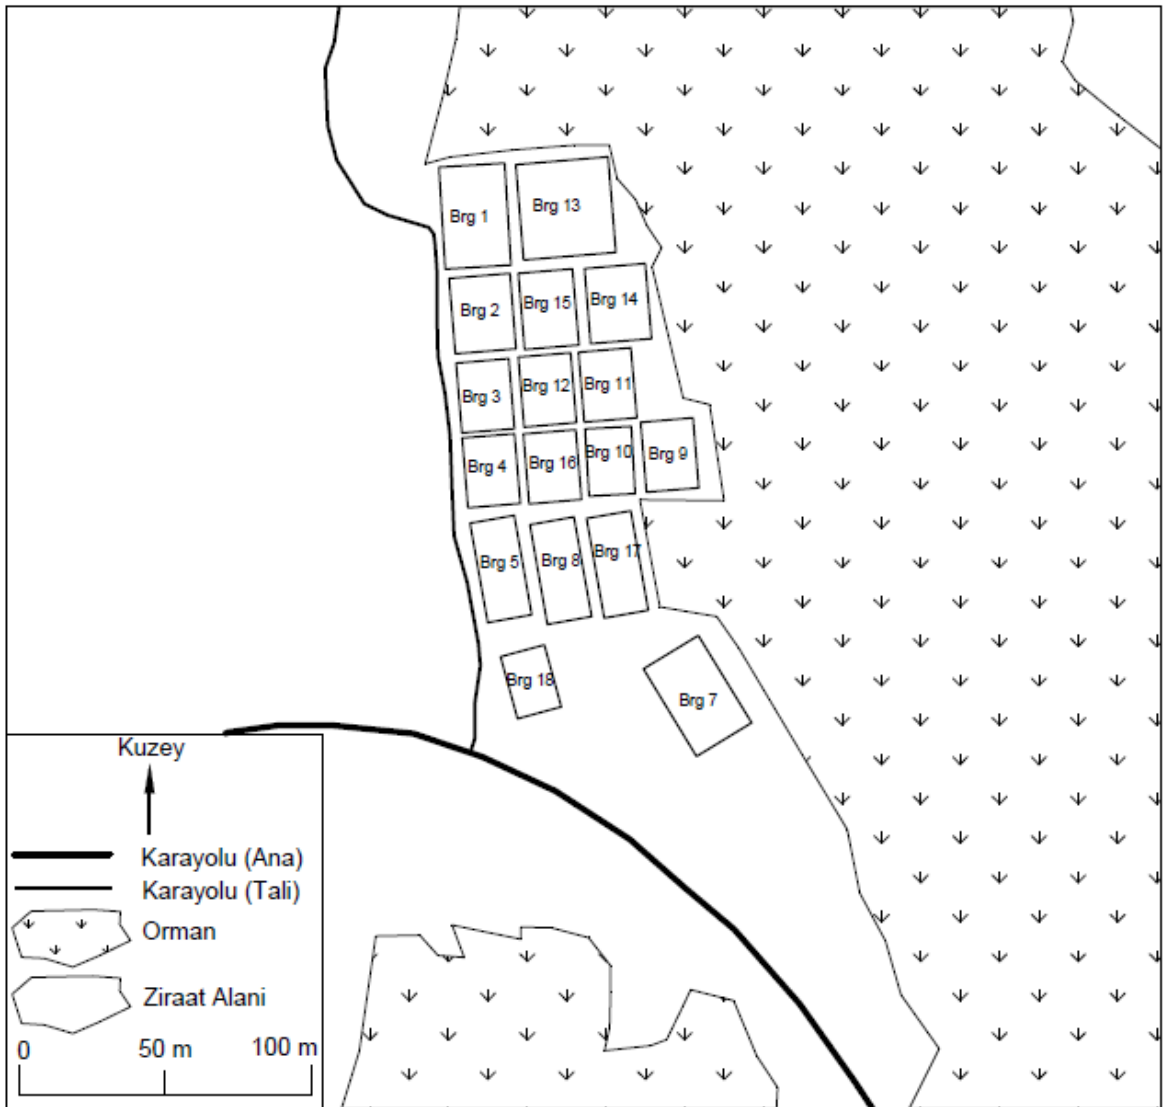 Brg 1
Brg 13
Brg 2
Brg 15
Brg 14
Brg 3
Brg 12
Brg 11
Brg 4
Brg 16
Brg 10
Brg 9
Brg 5
Brg 8
Brg 17
Brg 18
Brg 7
Kuzey
Karayolu (Ana)
Karayolu (Tali)
Orman
Ziraat Alani
0 50 m 100 m